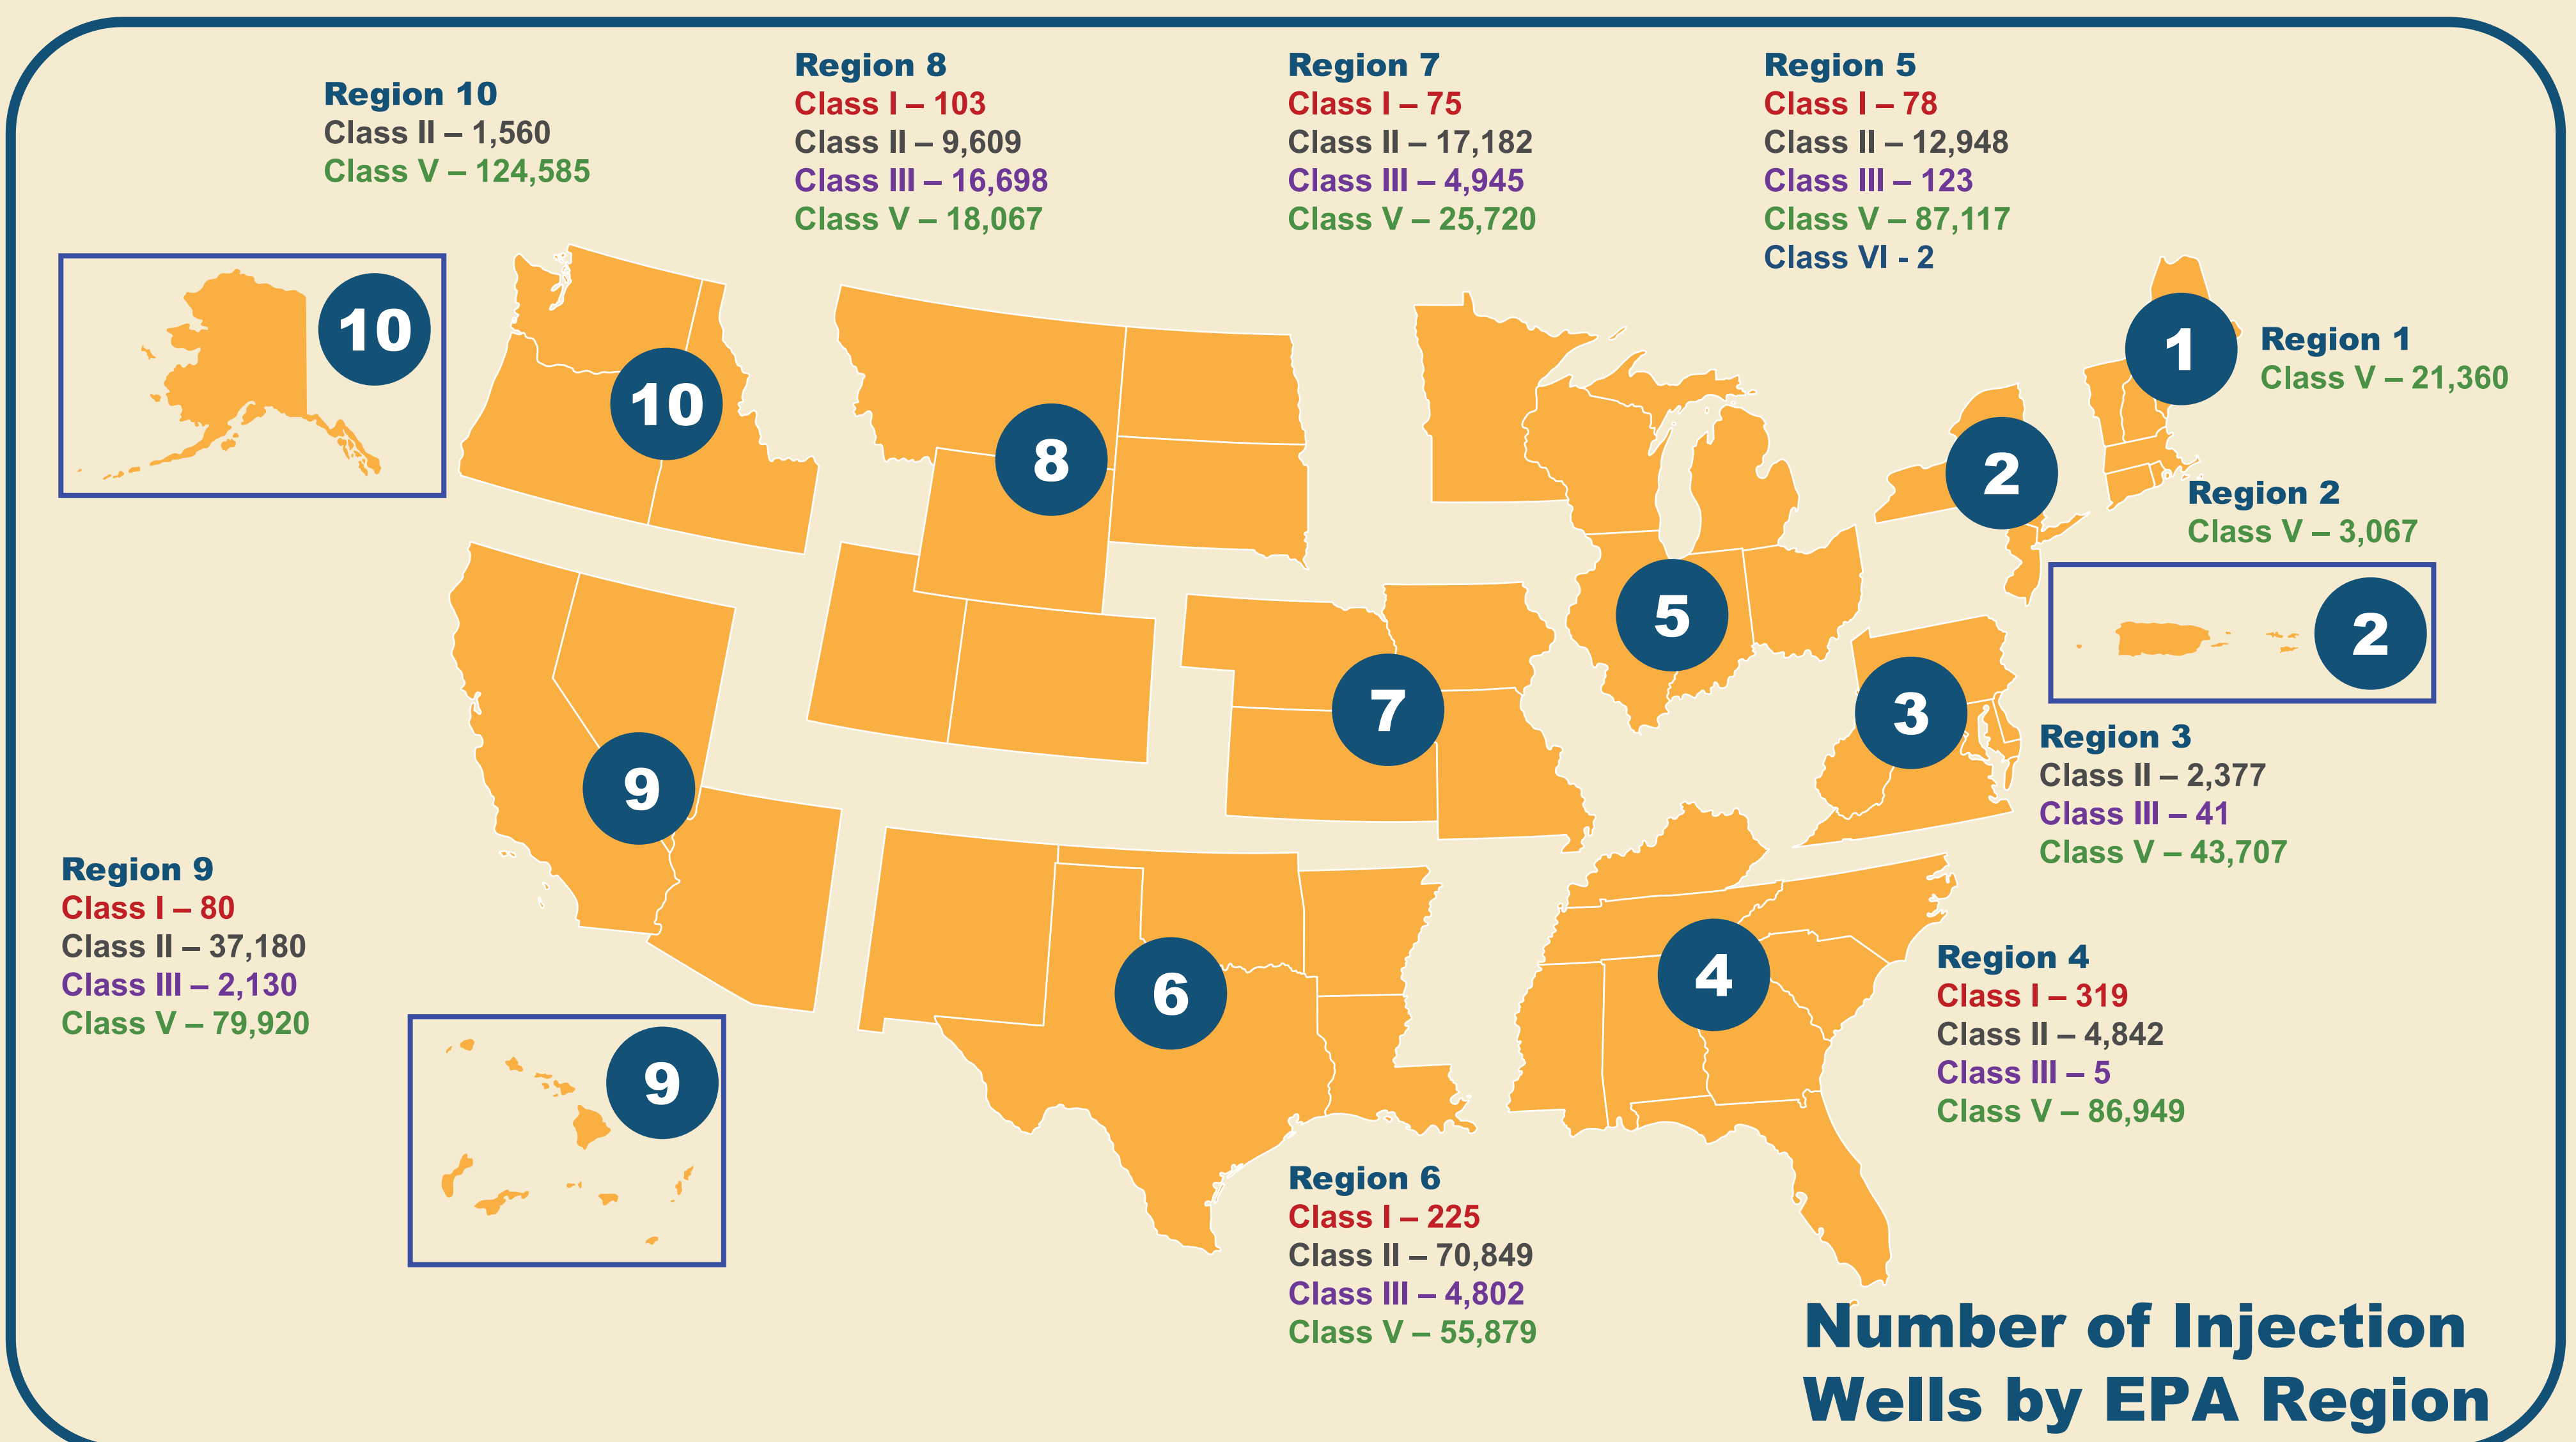 Region 10
Class II – 1,560
Class V – 124,585
Region 8
Class I – 103
Class II – 9,609
Class III – 16,698
Class V – 18,067
Region 7
Class I – 75
Class II – 17,182
Class III – 4,945
Class V – 25,720
Region 5
Class I – 78
Class II – 12,948
Class III – 123
Class V – 87,117
Class VI - 2
10
10
8
1
Region 1
Class V – 21,360
2
Region 2
Class V – 3,067
5
2
7
3
Region 3
Class II – 2,377
Class III – 41
Class V – 43,707
9
Region 9
Class I – 80
Class II – 37,180
Class III – 2,130
Class V – 79,920
9
6
4
Region 4
Class I – 319
Class II – 4,842
Class III – 5
Class V – 86,949
Region 6
Class I – 225
Class II – 70,849
Class III – 4,802
Class V – 55,879
Number of Injection
Wells by EPA Region